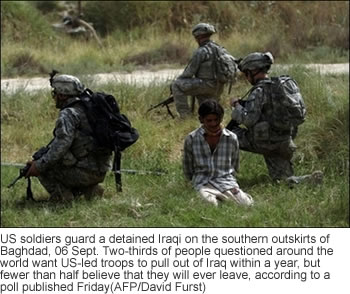 US soldiers guard a detained Iraqi on the southern outskirts of
Baghdad, 06 Sept. Two-thirds of people questioned around
the world want US-led troops to pull out of Iraq within a year, but
fewer than half believe that they will ever leave, according to a
poll published Friday(AFP/David Furst)